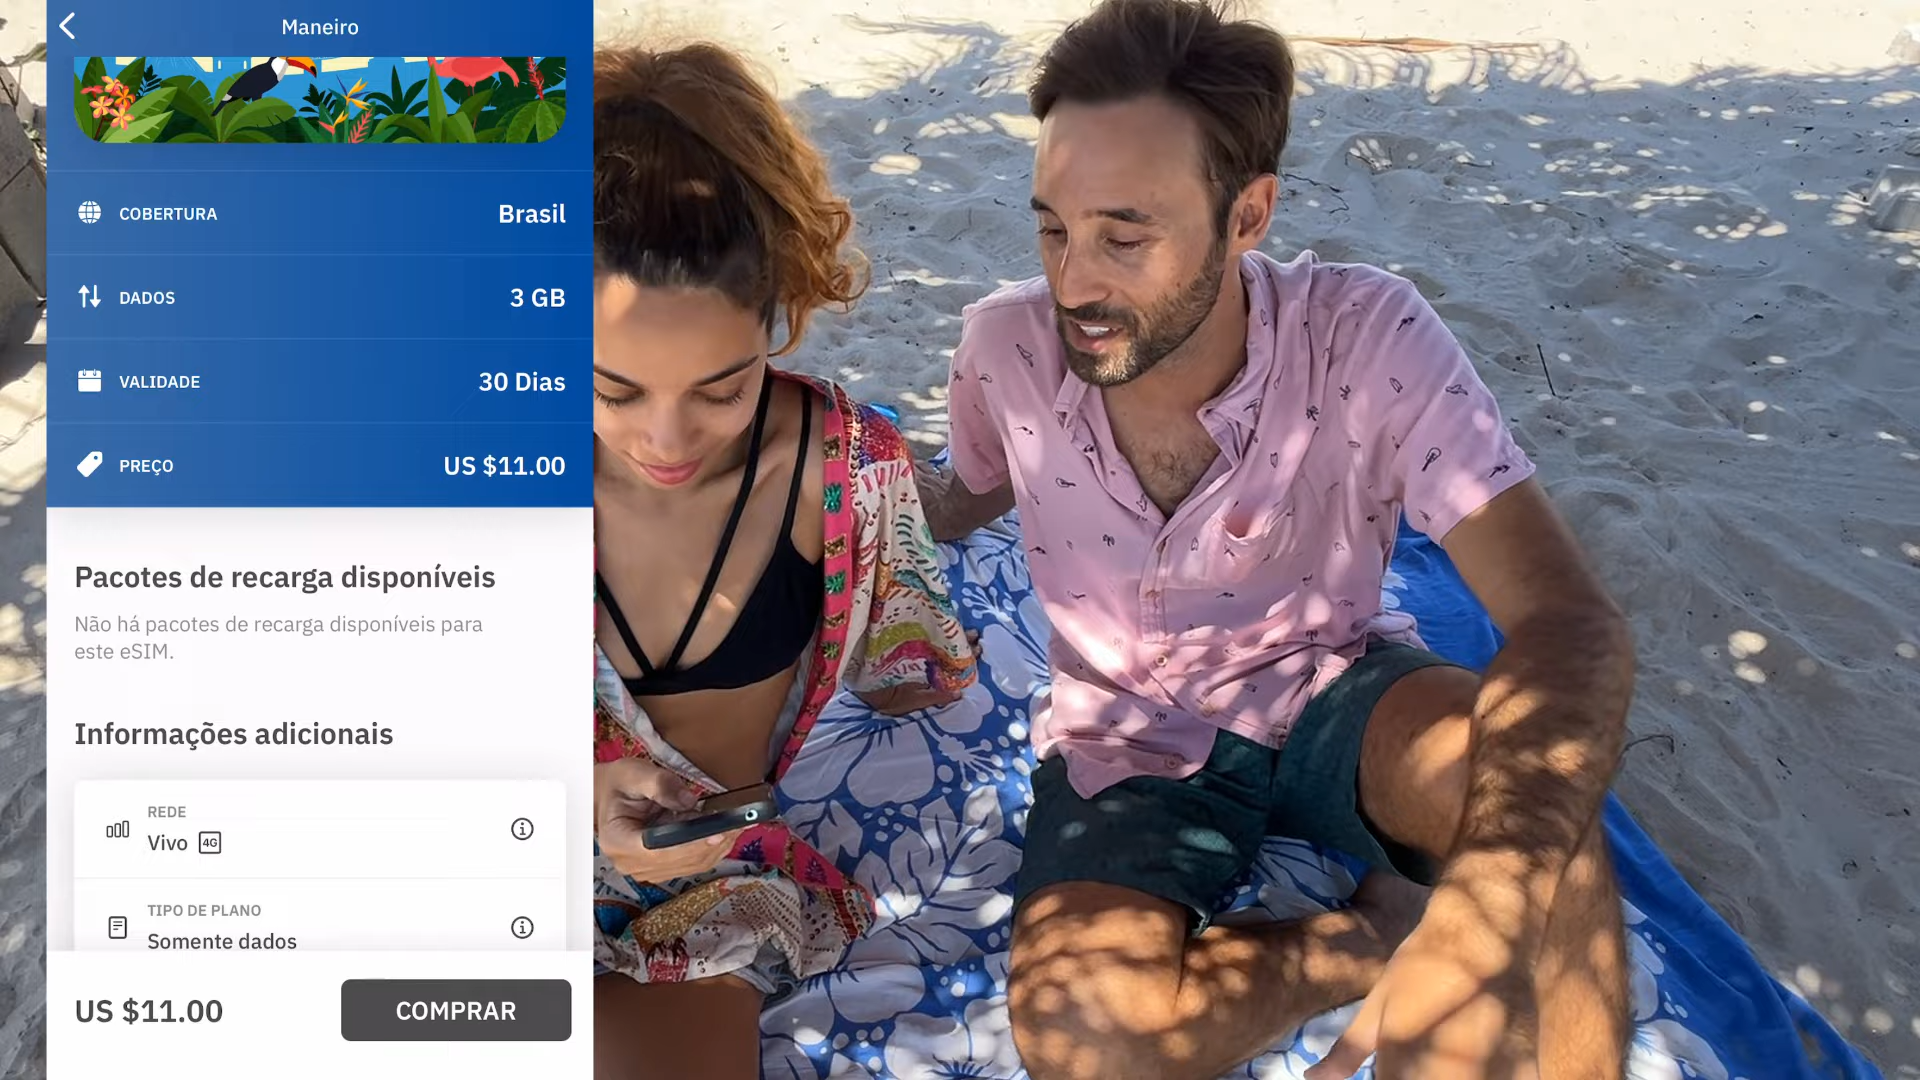 Maneiro
COBERTURA Brasil
DADOS 3 GB
VALIDADE 30 Dias
PREÇO US $11.00
Pacotes de recarga disponíveis
Não há pacotes de recarga disponíveis para
este eSIM.
Informações adicionais
REDE
Vivo 4G
TIPO DE PLANO
Somente dados
US $11.00 COMPRAR